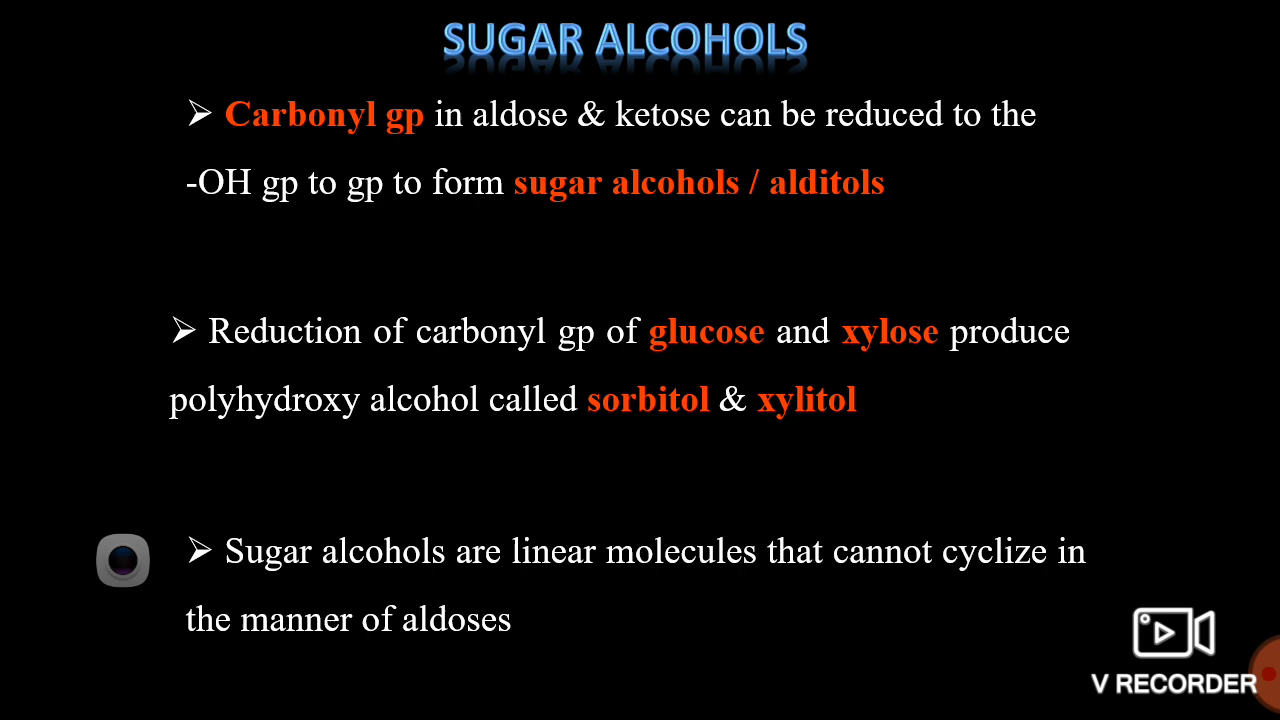 SUGAR ALCOHOLS
➢ Carbonyl gp in aldose & ketose can be reduced to the
-OH gp to gp to form sugar alcohols / alditols
➢ Reduction of carbonyl gp of glucose and xylose produce
polyhydroxy alcohol called sorbitol & xylitol
➢ Sugar alcohols are linear molecules that cannot cyclize in
the manner of aldoses
V RECORDER